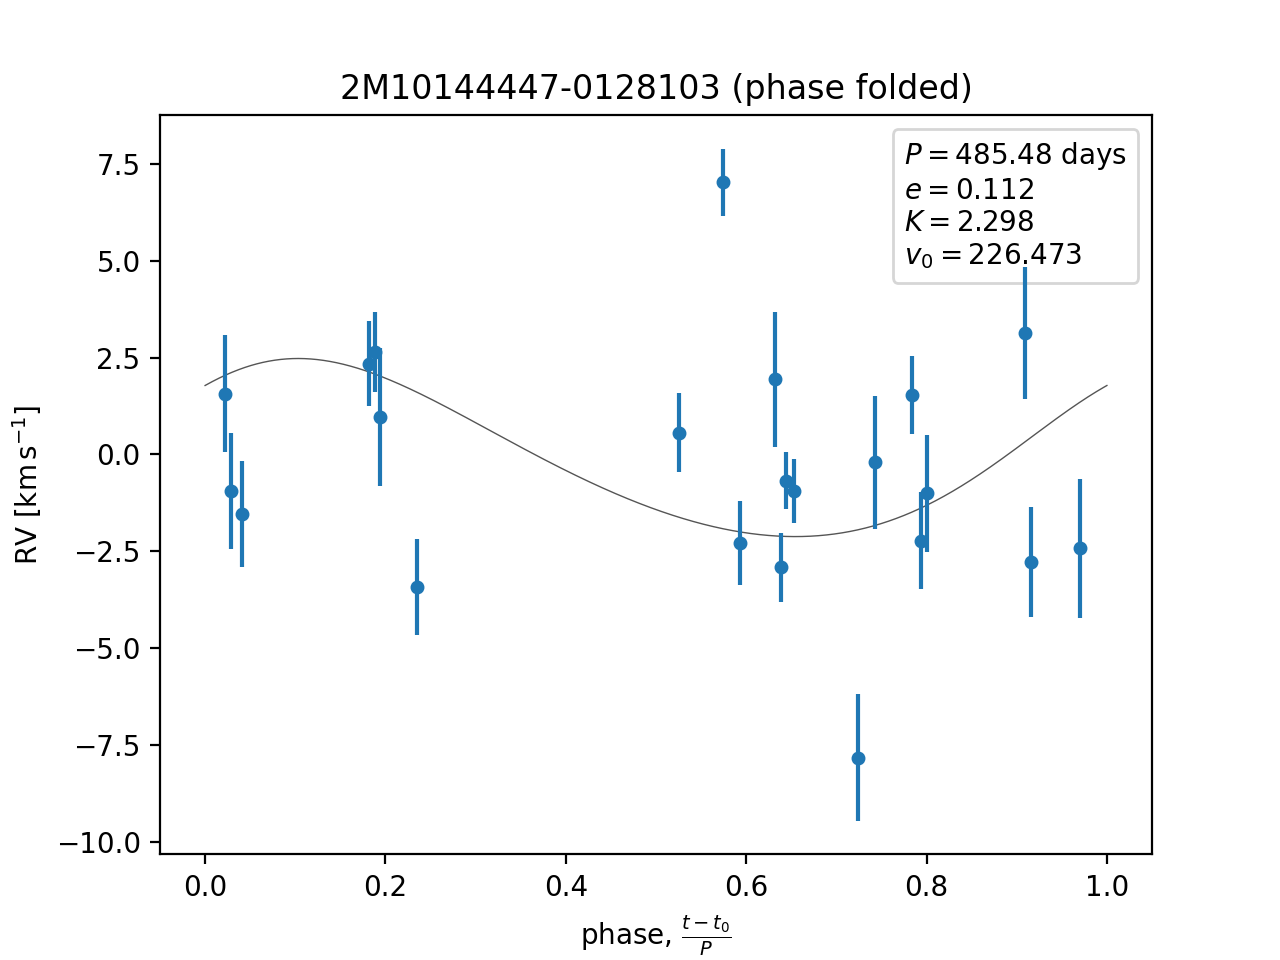 2M10144447-0128103 (phase folded)
P = 485.48 days
e = 0.112
K = 2.298
v₀ = 226.473
RV [km s⁻¹]
7.5
5.0
2.5
0.0
−2.5
−5.0
−7.5
−10.0
0.0 0.2 0.4 0.6 0.8 1.0
phase, (t − t₀)/P